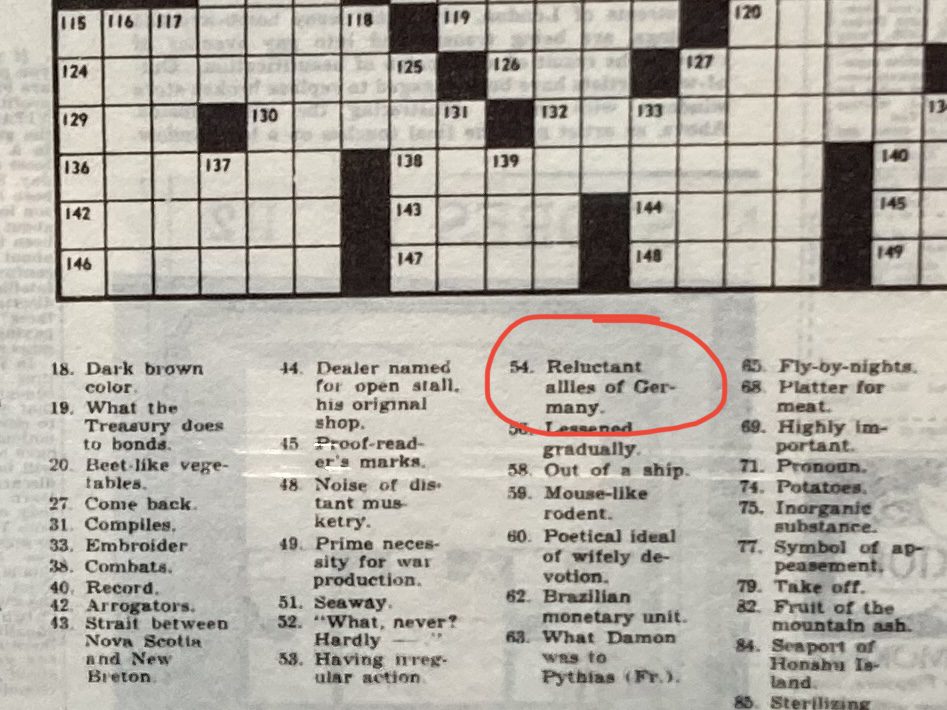 115 116 117 118 119 120
124 125 126 127
129 130 131 132 133
136 137 138 139 140
142 143 144 145
146 147 148 149
18. Dark brown
color.
19. What the
Treasury does
to bonds.
20. Beet-like vege-
tables.
27. Come back.
31. Compiles.
33. Embroider
38. Combats.
40. Record.
42. Arrogators.
43. Strait between
Nova Scotia
and New
Breton.
44. Dealer named
for open stall,
his original
shop.
45 Proof-read-
er's marks.
48. Noise of dis-
tant mus-
ketry.
49. Prime neces-
sity for war
production.
51. Seaway.
52. "What, never?
Hardly — "
53. Having irreg-
ular action.
54. Reluctant
allies of Ger-
many.
56. Lessened
gradually.
58. Out of a ship.
59. Mouse-like
rodent.
60. Poetical ideal
of wifely de-
votion.
62. Brazilian
monetary unit.
63. What Damon
was to
Pythias (Fr.).
65. Fly-by-nights.
68. Platter for
meat.
69. Highly im-
portant.
71. Pronoun.
74. Potatoes.
75. Inorganic
substance.
77. Symbol of ap-
peasement.
79. Take off.
82. Fruit of the
mountain ash.
84. Seaport of
Honshu Is-
land.
85. Sterilizing